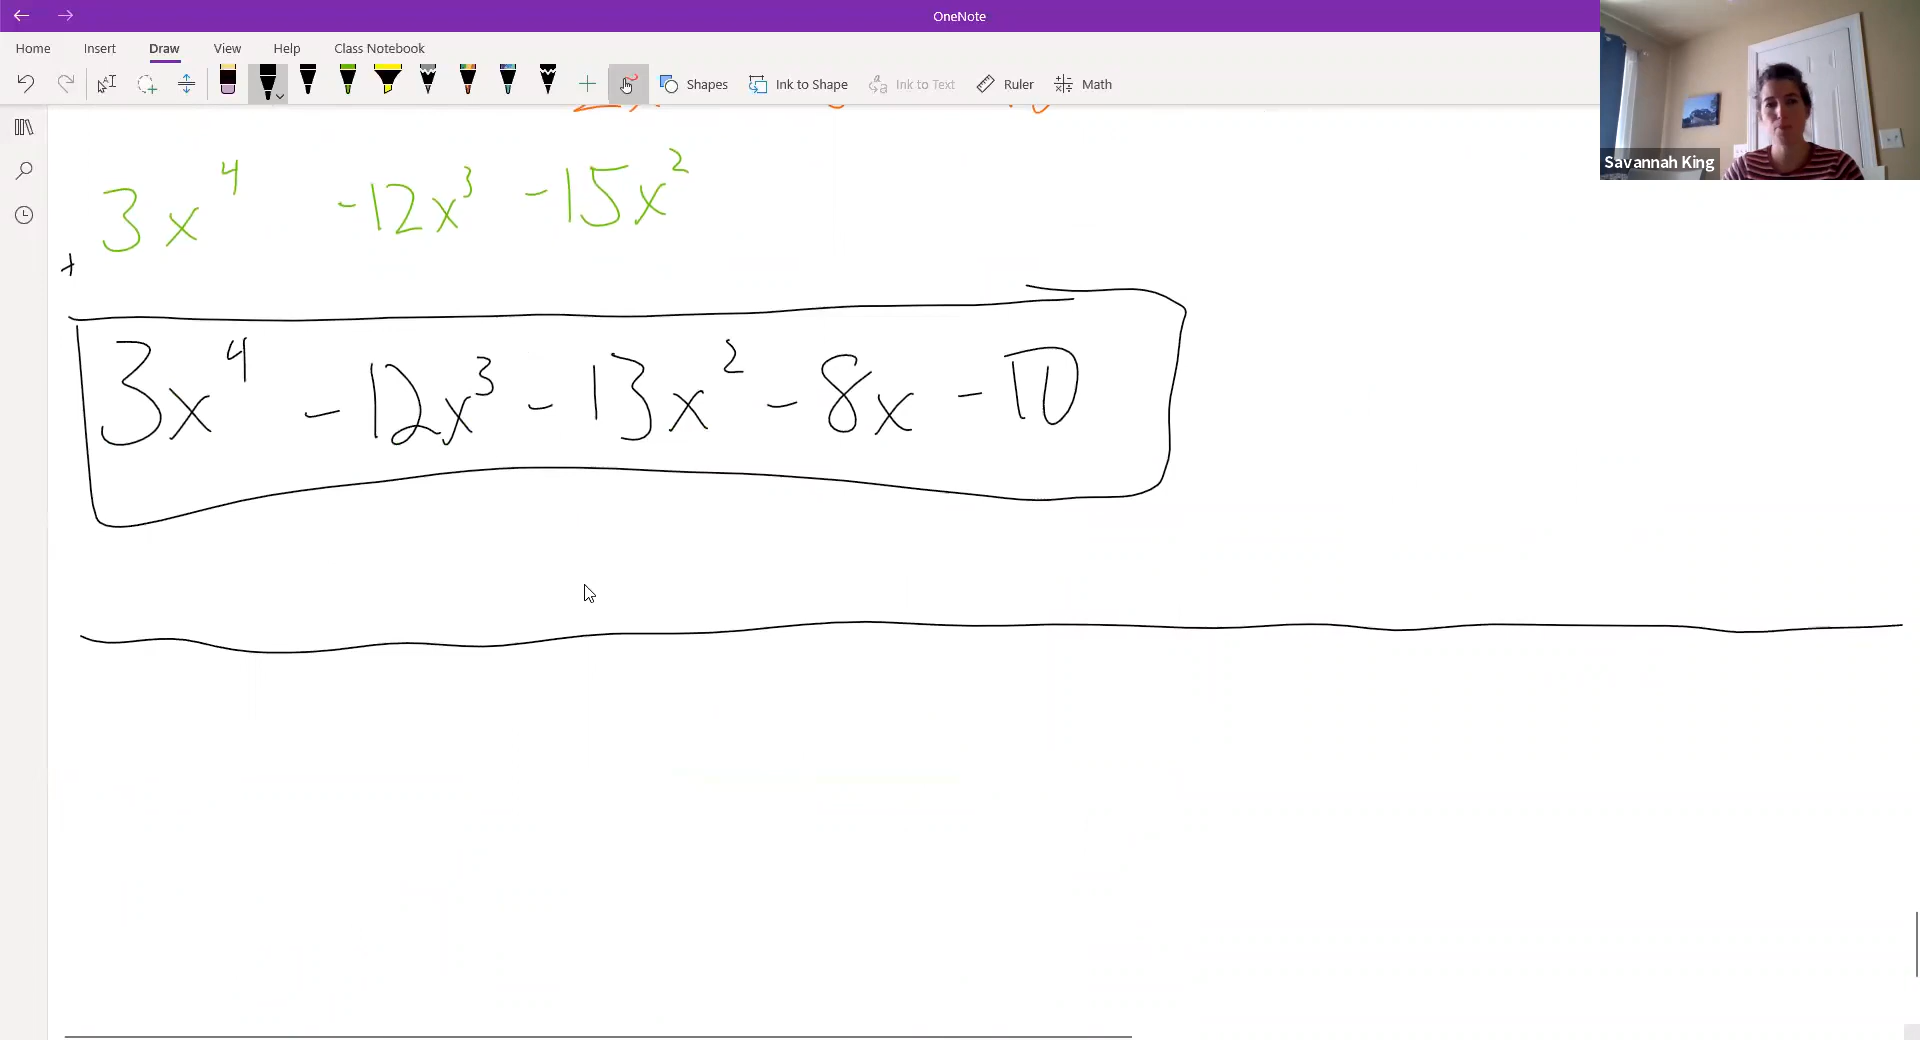 OneNote
Home Insert Draw View Help Class Notebook
Shapes Ink to Shape Ink to Text Ruler Math
Savannah King
3x⁴ -12x³ -15x²
+
3x⁴ - 12x³ - 13x² - 8x - 10